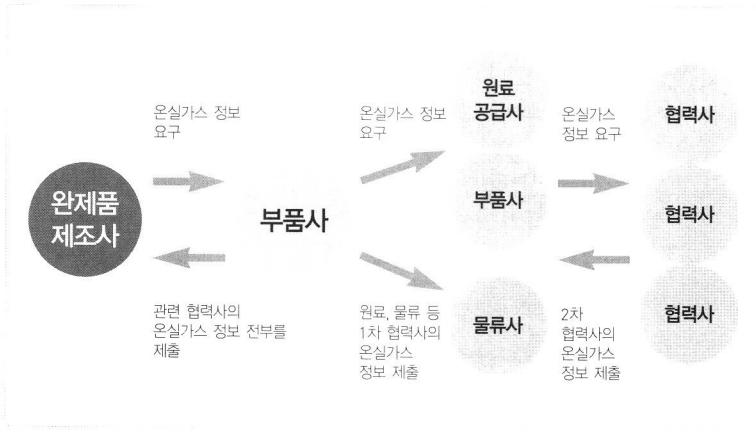 온실가스 정보
요구
온실가스 정보
요구
원료
공급사
온실가스
정보 요구
협력사
완제품
제조사
부품사
부품사
협력사
관련 협력사의
온실가스 정보 전부를
제출
원료, 물류 등
1차 협력사의
온실가스
정보 제출
물류사
2차
협력사의
온실가스
정보 제출
협력사